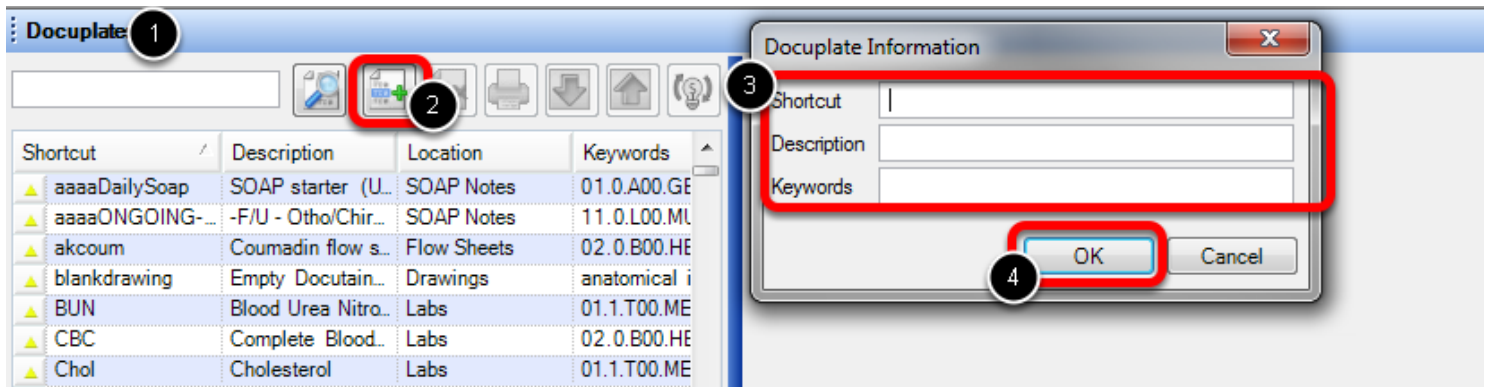 Docuplate 1
2
Shortcut Description Location Keywords
aaaaDailySoap SOAP starter (U... SOAP Notes 01.0.A00.GE
aaaaONGOING-... -F/U - Otho/Chir... SOAP Notes 11.0.L00.MU
akcoum Coumadin flow s... Flow Sheets 02.0.B00.HE
blankdrawing Empty Docutain... Drawings anatomical i
BUN Blood Urea Nitro... Labs 01.1.T00.ME
CBC Complete Blood... Labs 02.0.B00.HE
Chol Cholesterol Labs 01.1.T00.ME
Docuplate Information
3
Shortcut
Description
Keywords
OK Cancel
4